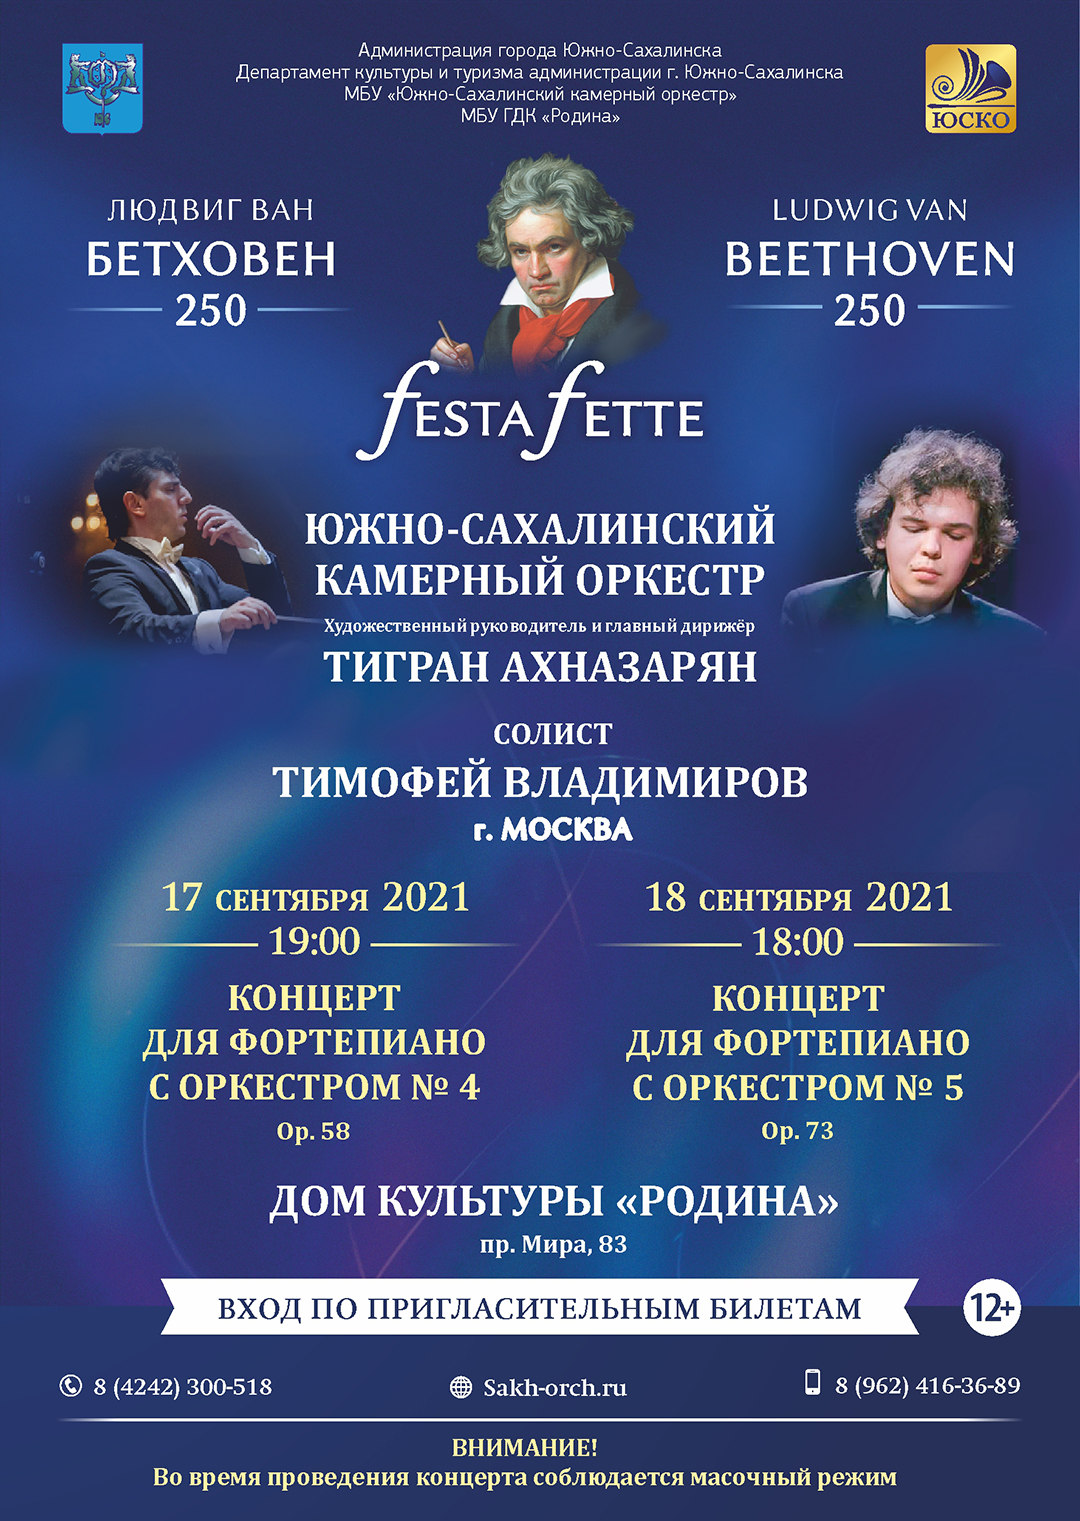 Администрация города Южно-Сахалинска
Департамент культуры и туризма администрации г. Южно-Сахалинска
МБУ «Южно-Сахалинский камерный оркестр»
МБУ ГДК «Родина»
ЮСКО
ЛЮДВИГ ВАН
БЕТХОВЕН
250
LUDWIG VAN
BEETHOVEN
250
fESTA fETTE
ЮЖНО-САХАЛИНСКИЙ
КАМЕРНЫЙ ОРКЕСТР
Художественный руководитель и главный дирижёр
ТИГРАН АХНАЗАРЯН
СОЛИСТ
ТИМОФЕЙ ВЛАДИМИРОВ
г. МОСКВА
17 СЕНТЯБРЯ 2021
19:00
КОНЦЕРТ
ДЛЯ ФОРТЕПИАНО
С ОРКЕСТРОМ № 4
Op. 58
18 СЕНТЯБРЯ 2021
18:00
КОНЦЕРТ
ДЛЯ ФОРТЕПИАНО
С ОРКЕСТРОМ № 5
Op. 73
ДОМ КУЛЬТУРЫ «РОДИНА»
пр. Мира, 83
ВХОД ПО ПРИГЛАСИТЕЛЬНЫМ БИЛЕТАМ
12+
8 (4242) 300-518
Sakh-orch.ru
8 (962) 416-36-89
ВНИМАНИЕ!
Во время проведения концерта соблюдается масочный режим